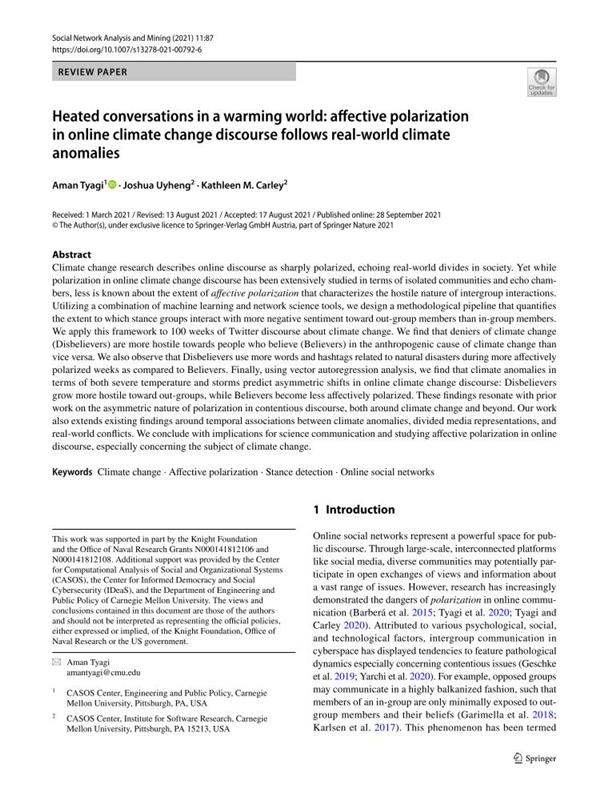 Social Network Analysis and Mining (2021) 11:87
https://doi.org/10.1007/s13278-021-00792-6
REVIEW PAPER
Check for
updates
Heated conversations in a warming world: affective polarization
in online climate change discourse follows real-world climate
anomalies
Aman Tyagi1 · Joshua Uyheng2 · Kathleen M. Carley2
Received: 1 March 2021 / Revised: 13 August 2021 / Accepted: 17 August 2021 / Published online: 28 September 2021
© The Author(s), under exclusive licence to Springer-Verlag GmbH Austria, part of Springer Nature 2021
Abstract
Climate change research describes online discourse as sharply polarized, echoing real-world divides in society. Yet while
polarization in online climate change discourse has been extensively studied in terms of isolated communities and echo cham-
bers, less is known about the extent of affective polarization that characterizes the hostile nature of intergroup interactions.
Utilizing a combination of machine learning and network science tools, we design a methodological pipeline that quantifies
the extent to which stance groups interact with more negative sentiment toward out-group members than in-group members.
We apply this framework to 100 weeks of Twitter discourse about climate change. We find that deniers of climate change
(Disbelievers) are more hostile towards people who believe (Believers) in the anthropogenic cause of climate change than
vice versa. We also observe that Disbelievers use more words and hashtags related to natural disasters during more affectively
polarized weeks as compared to Believers. Finally, using vector autoregression analysis, we find that climate anomalies in
terms of both severe temperature and storms predict asymmetric shifts in online climate change discourse: Disbelievers
grow more hostile toward out-groups, while Believers become less affectively polarized. These findings resonate with prior
work on the asymmetric nature of polarization in contentious discourse, both around climate change and beyond. Our work
also extends existing findings around temporal associations between climate anomalies, divided media representations, and
real-world conflicts. We conclude with implications for science communication and studying affective polarization in online
discourse, especially concerning the subject of climate change.
Keywords Climate change · Affective polarization · Stance detection · Online social networks
This work was supported in part by the Knight Foundation
and the Office of Naval Research Grants N000141812106 and
N000141812108. Additional support was provided by the Center
for Computational Analysis of Social and Organizational Systems
(CASOS), the Center for Informed Democracy and Social
Cybersecurity (IDeaS), and the Department of Engineering and
Public Policy of Carnegie Mellon University. The views and
conclusions contained in this document are those of the authors
and should not be interpreted as representing the official policies,
either expressed or implied, of the Knight Foundation, Office of
Naval Research or the US government.
Aman Tyagi
amantyagi@cmu.edu
1 CASOS Center, Engineering and Public Policy, Carnegie
Mellon University, Pittsburgh, PA, USA
2 CASOS Center, Institute for Software Research, Carnegie
Mellon University, Pittsburgh, PA 15213, USA
1 Introduction
Online social networks represent a powerful space for pub-
lic discourse. Through large-scale, interconnected platforms
like social media, diverse communities may potentially par-
ticipate in open exchanges of views and information about
a vast range of issues. However, research has increasingly
demonstrated the dangers of polarization in online commu-
nication (Barberá et al. 2015; Tyagi et al. 2020; Tyagi and
Carley 2020). Attributed to various psychological, social,
and technological factors, intergroup communication in
cyberspace has displayed tendencies to feature pathological
dynamics especially concerning contentious issues (Geschke
et al. 2019; Yarchi et al. 2020). For example, opposed groups
may communicate in a highly balkanized fashion, such that
members of an in-group are only minimally exposed to out-
group members and their beliefs (Garimella et al. 2018;
Karlsen et al. 2017). This phenomenon has been termed
Springer